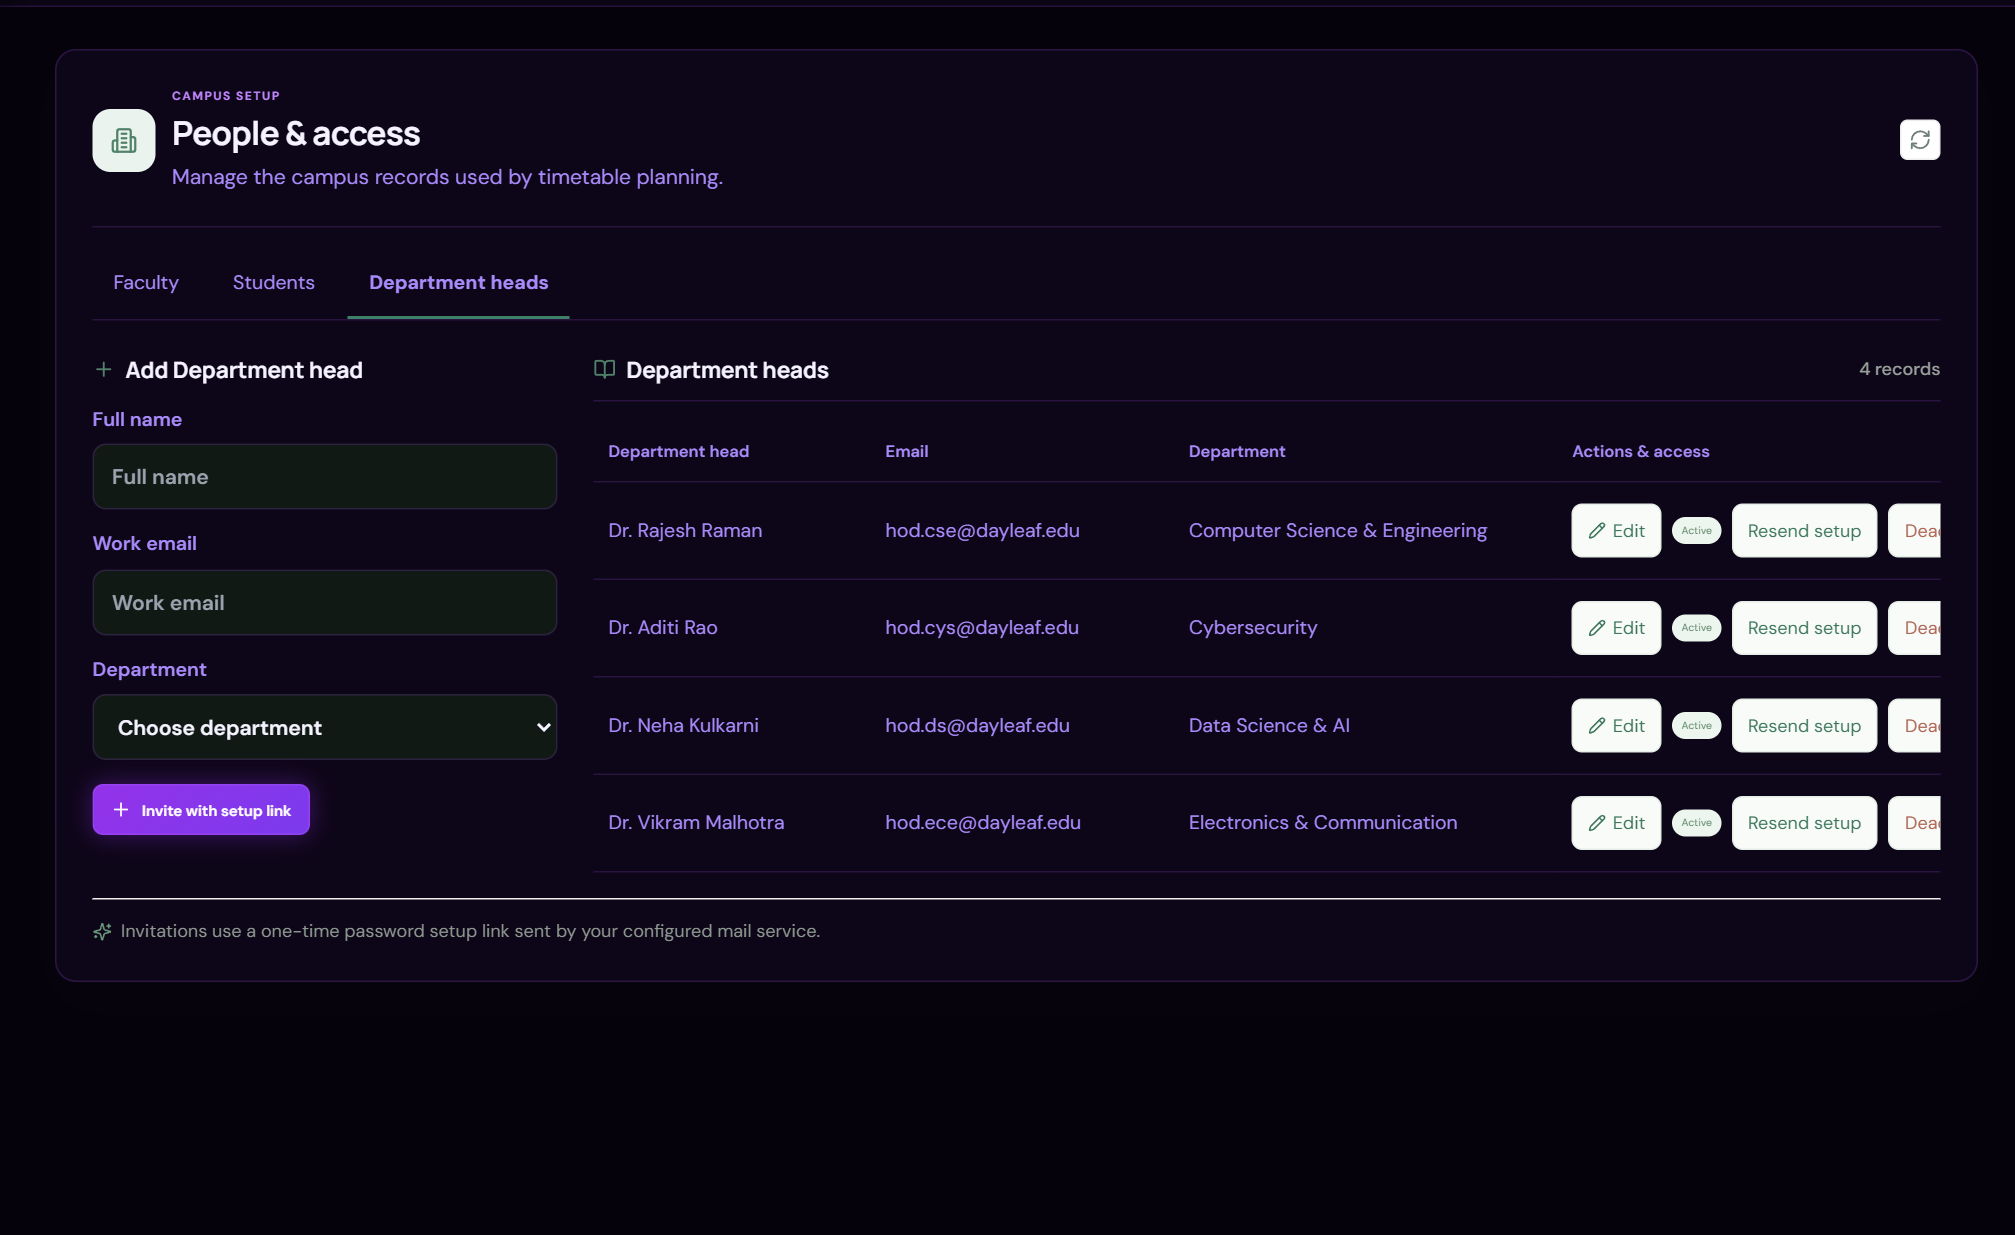 CAMPUS SETUP
People & access
Manage the campus records used by timetable planning.
Faculty Students Department heads
Add Department head
Full name
Full name
Work email
Work email
Department
Choose department
Invite with setup link
Department heads 4 records
Department head Email Department Actions & access
Dr. Rajesh Raman hod.cse@dayleaf.edu Computer Science & Engineering Edit Active Resend setup
Dr. Aditi Rao hod.cys@dayleaf.edu Cybersecurity Edit Active Resend setup
Dr. Neha Kulkarni hod.ds@dayleaf.edu Data Science & AI Edit Active Resend setup
Dr. Vikram Malhotra hod.ece@dayleaf.edu Electronics & Communication Edit Active Resend setup
Invitations use a one-time password setup link sent by your configured mail service.